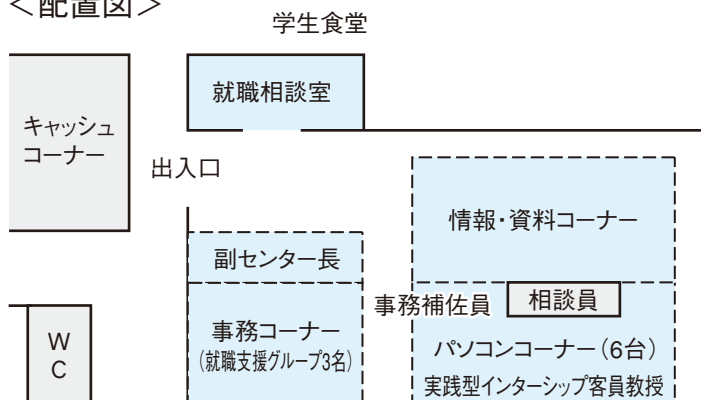 ＜配置図＞
学生食堂
就職相談室
キャッシュ
コーナー
出入口
情報・資料コーナー
副センター長
事務補佐員
相談員
事務コーナー
（就職支援グループ3名）
W
C
パソコンコーナー（6台）
実践型インターシップ客員教授